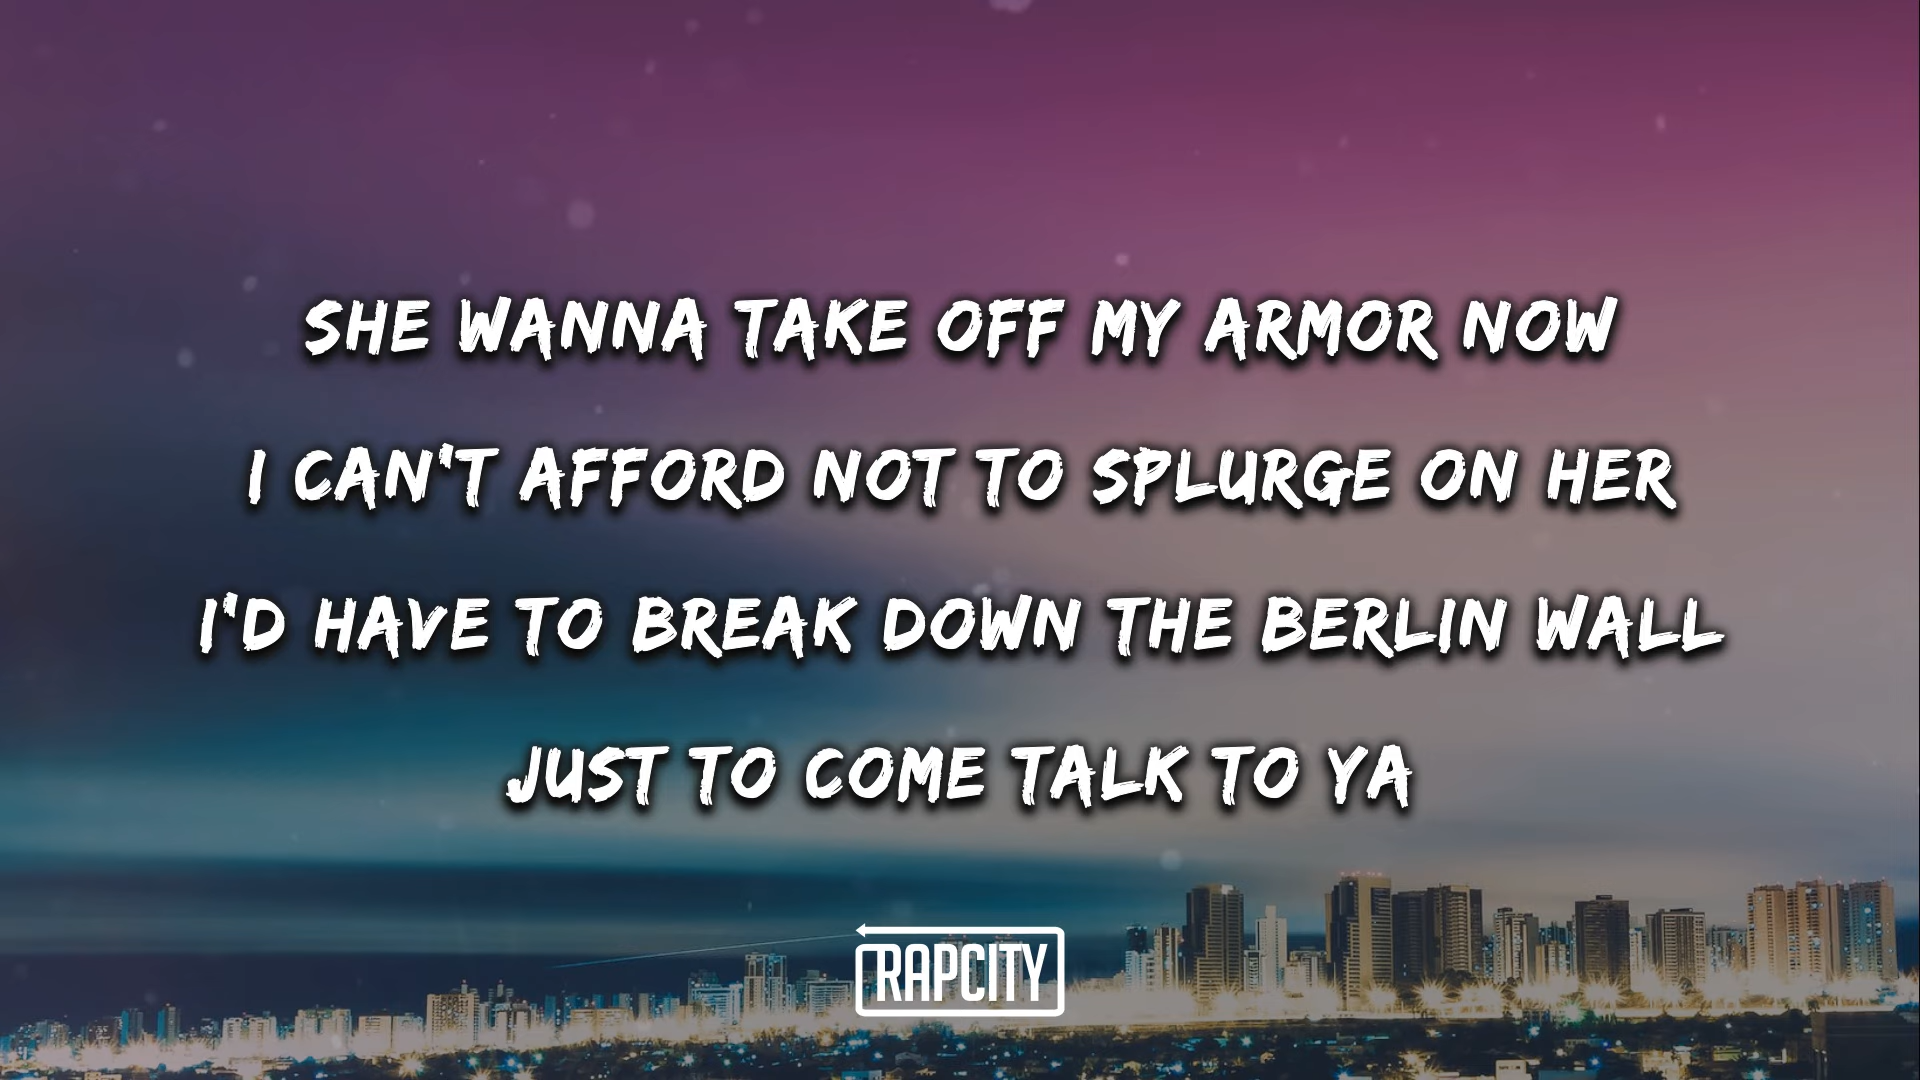 SHE WANNA TAKE OFF MY ARMOR NOW
I CAN'T AFFORD NOT TO SPLURGE ON HER
I'D HAVE TO BREAK DOWN THE BERLIN WALL
JUST TO COME TALK TO YA
RAPCITY